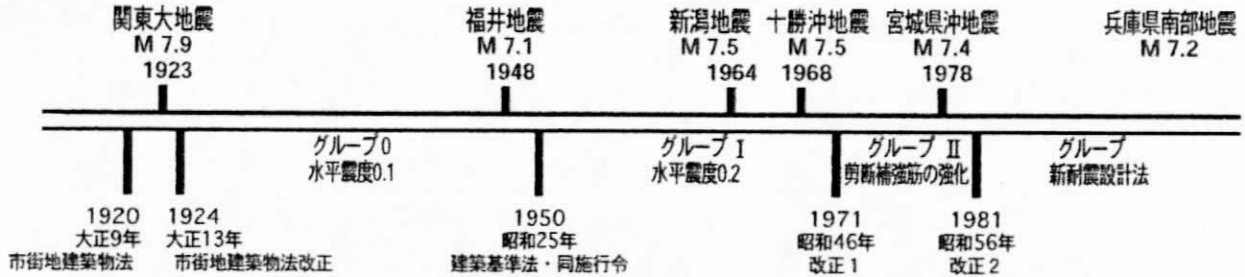 関東大地震
M 7.9
1923
福井地震
M 7.1
1948
新潟地震
M 7.5
1964
十勝沖地震
M 7.5
1968
宮城県沖地震
M 7.4
1978
兵庫県南部地震
M 7.2
グループ0
水平震度0.1
グループ Ⅰ
水平震度0.2
グループ Ⅱ
剪断補強筋の強化
グループ
新耐震設計法
1920
大正9年
市街地建築物法
1924
大正13年
市街地建築物法改正
1950
昭和25年
建築基準法・同施行令
1971
昭和46年
改正1
1981
昭和56年
改正2